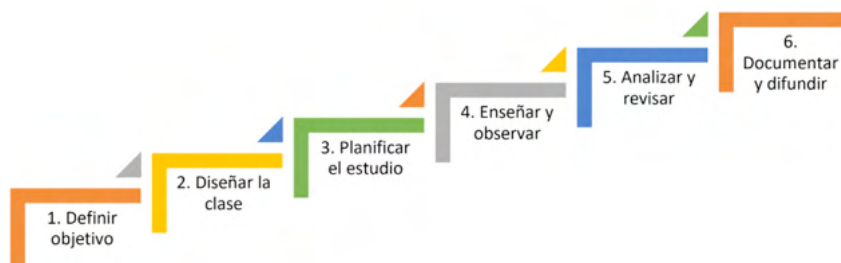 1. Definir
objetivo
2. Diseñar la
clase
3. Planificar
el estudio
4. Enseñar y
observar
5. Analizar y
revisar
6.
Documentar
y difundir